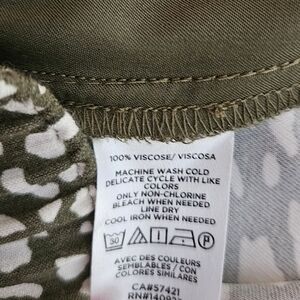 100% VISCOSE/ VISCOSA
MACHINE WASH COLD
DELICATE CYCLE WITH LIKE
COLORS
ONLY NON-CHLORINE
BLEACH WHEN NEEDED
LINE DRY
COOL IRON WHEN NEEDED
30
P
AVEC DES COULEURS
SEMBLABLES / CON
COLORES SIMILARES
CA#57421